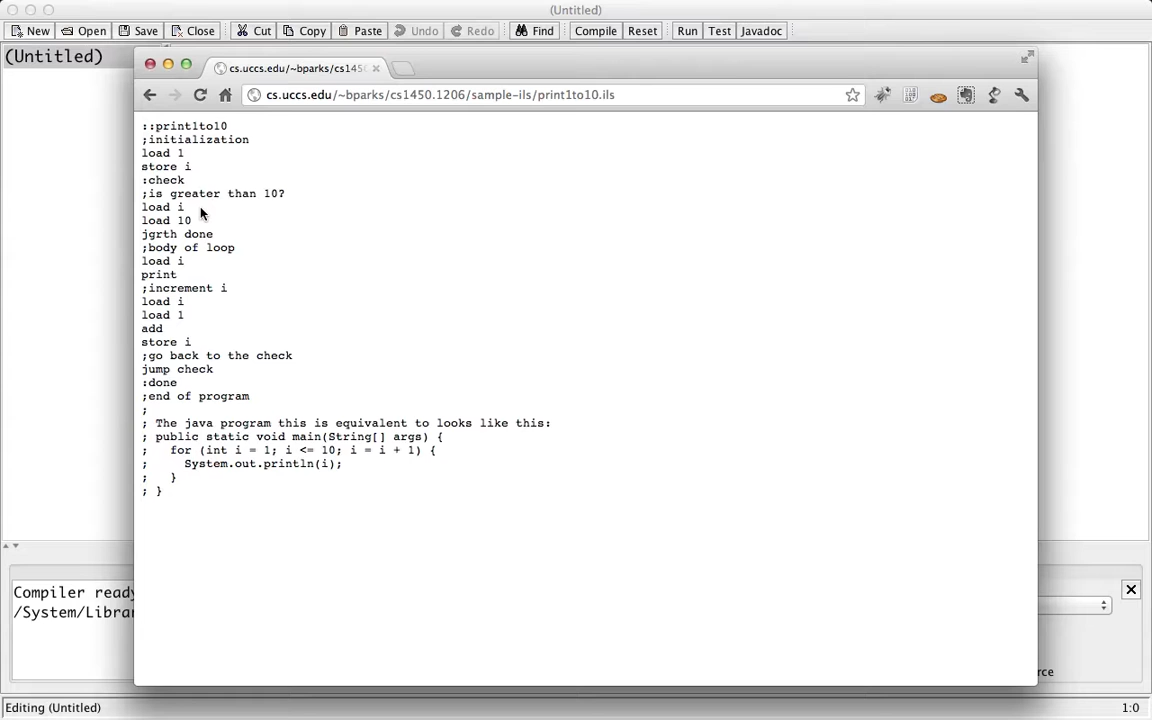 (Untitled)
New Open Save Close Cut Copy Paste Undo Redo Find Compile Reset Run Test Javadoc
(Untitled)
cs.uccs.edu/~bparks/cs145
cs.uccs.edu/~bparks/cs1450.1206/sample-ils/print1to10.ils
::print1to10
;initialization
load 1
store i
:check
;is greater than 10?
load i
load 10
jgrth done
;body of loop
load i
print
;increment i
load i
load 1
add
store i
;go back to the check
jump check
:done
;end of program
;
; The java program this is equivalent to looks like this:
; public static void main(String[] args) {
;   for (int i = 1; i <= 10; i = i + 1) {
;     System.out.println(i);
;   }
; }
Compiler ready
/System/Librar
rce
Editing (Untitled)
1:0